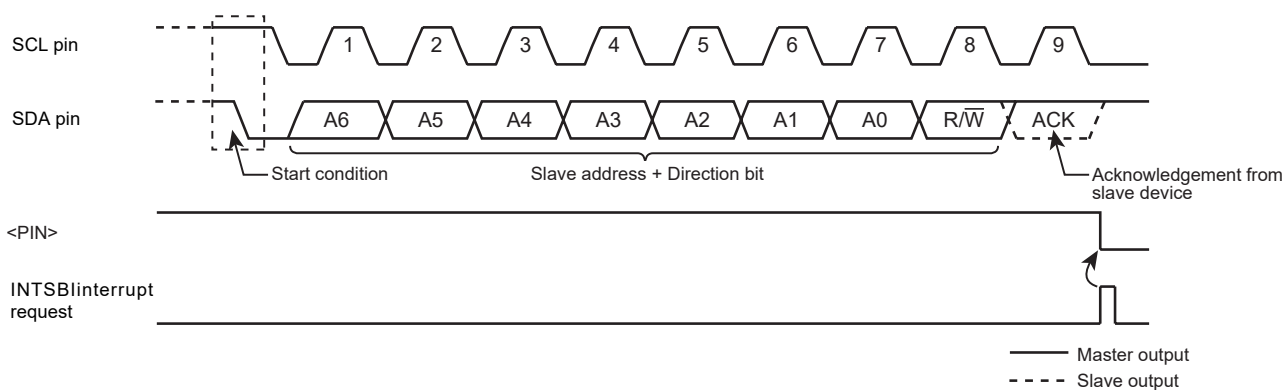 SCL pin
1 2 3 4 5 6 7 8 9
SDA pin
A6 A5 A4 A3 A2 A1 A0 R/W̅ ACK
Start condition
Slave address + Direction bit
Acknowledgement from
slave device
<PIN>
INTSBIinterrupt
request
Master output
Slave output